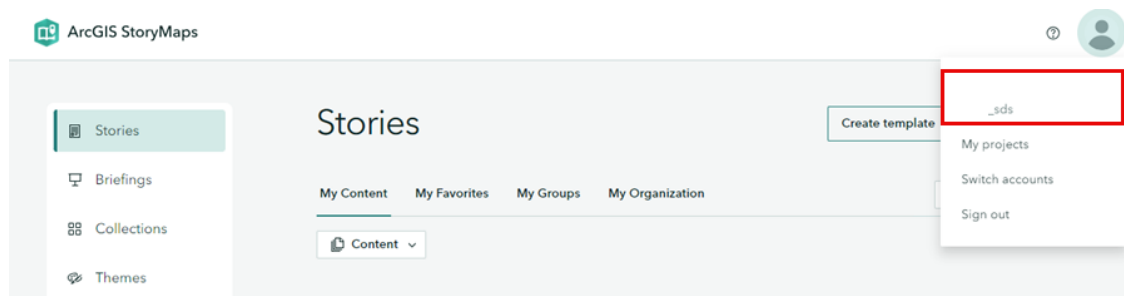 ArcGIS StoryMaps
Stories
Briefings
Collections
Themes
Stories
Create template
My Content My Favorites My Groups My Organization
Content
_sds
My projects
Switch accounts
Sign out